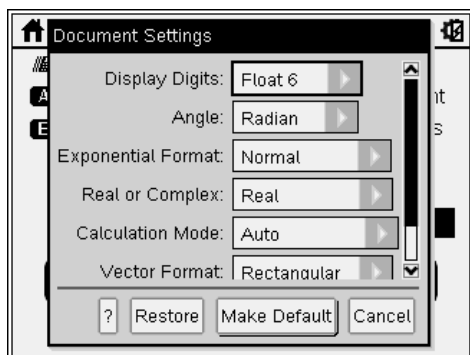 Document Settings
Display Digits: Float 6
Angle: Radian
Exponential Format: Normal
Real or Complex: Real
Calculation Mode: Auto
Vector Format: Rectangular
? Restore Make Default Cancel